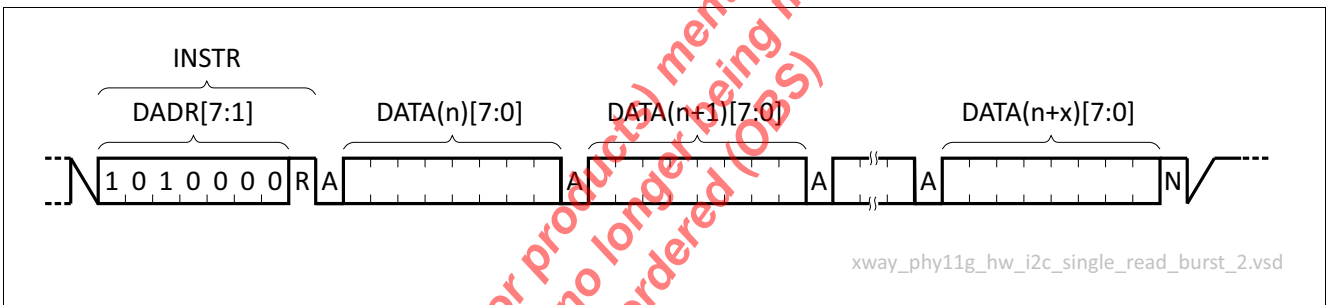 INSTR
DADR[7:1] DATA(n)[7:0] DATA(n+1)[7:0] DATA(n+x)[7:0]
1 0 1 0 0 0 0 R A A A A N
xway_phy11g_hw_i2c_single_read_burst_2.vsd
or products) men
no longer being m
ordered (OBS)